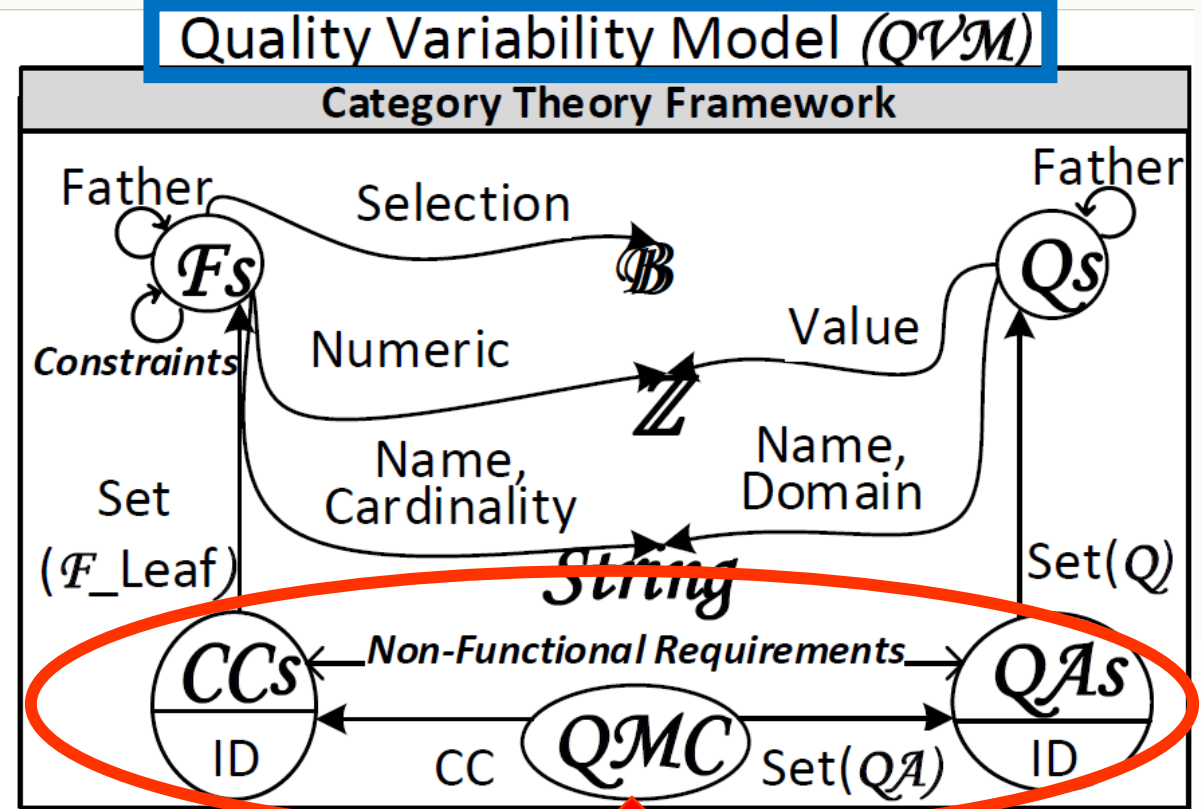 Quality Variability Model (QVM)
Category Theory Framework
Father
Selection
Father
Fs
𝔹
Qs
Constraints
Numeric
Value
ℤ
Name,
Cardinality
Name,
Domain
Set
(F_Leaf)
String
Set(Q)
CCs
Non-Functional Requirements
QAs
ID
CC
QMC
Set(QA)
ID